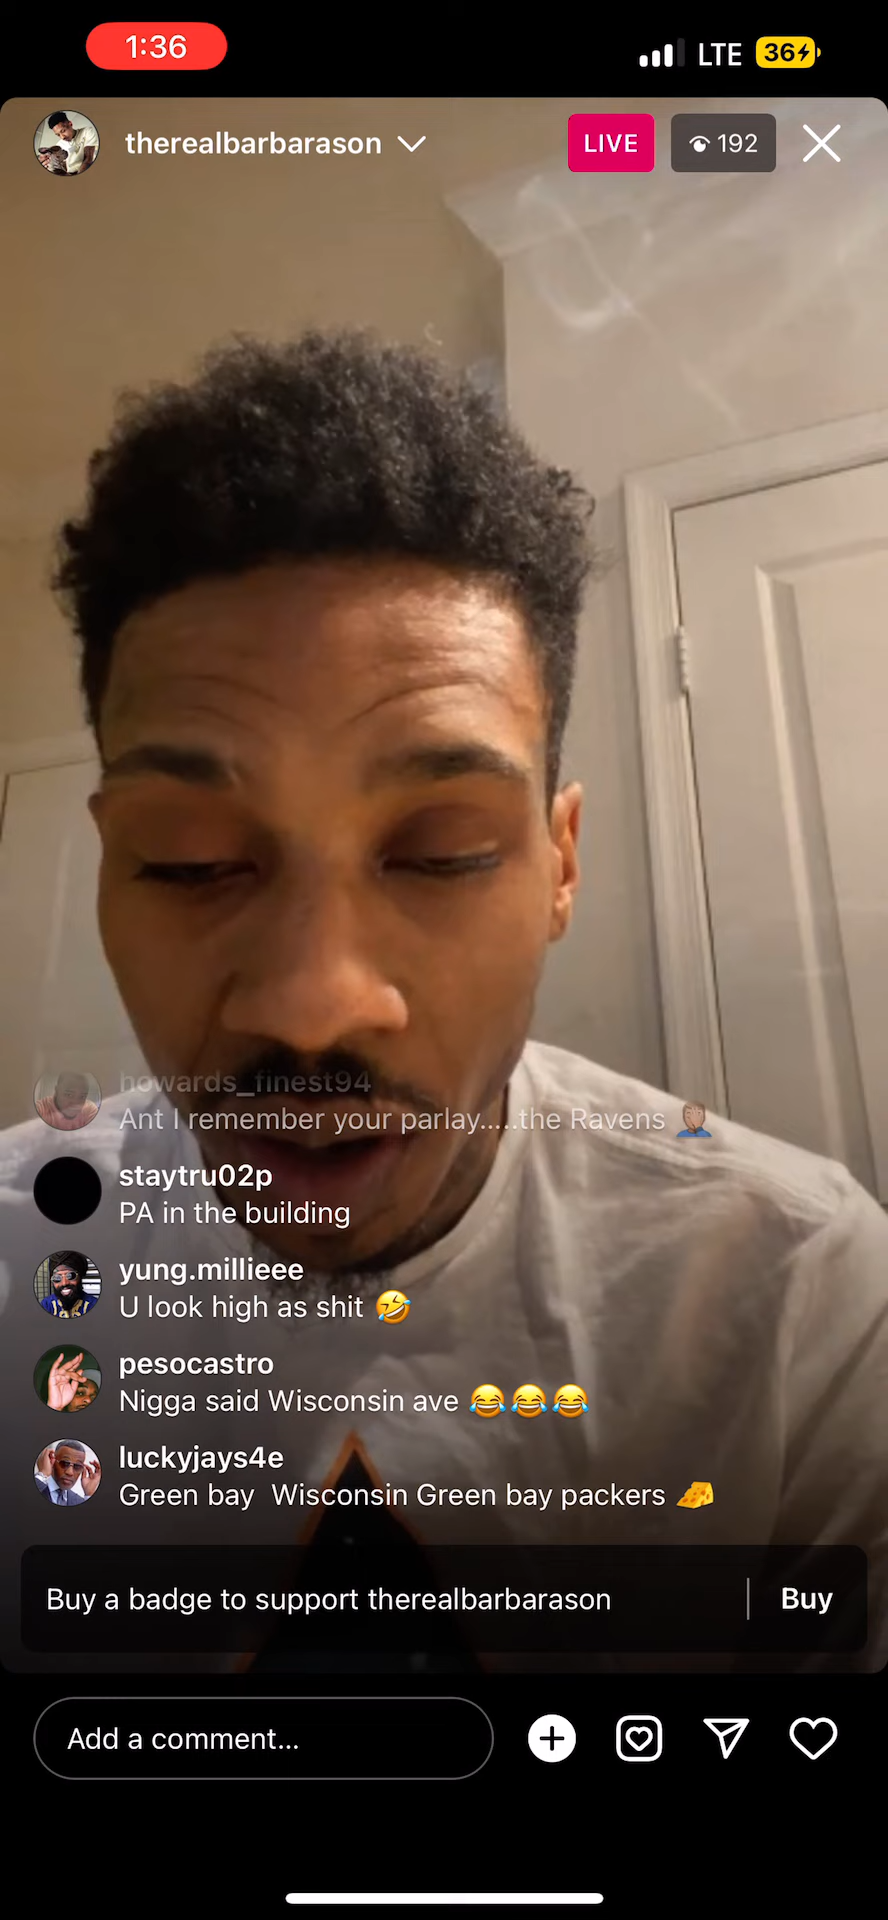 1:36
LTE 36
therealbarbarason
LIVE
192
howards_finest94
Ant I remember your parlay.....the Ravens 🤦🏽‍♂️
staytru02p
PA in the building
yung.millieee
U look high as shit 🤣
pesocastro
Nigga said Wisconsin ave 😂😂😂
luckyjays4e
Green bay  Wisconsin Green bay packers 🧀
Buy a badge to support therealbarbarason
Buy
Add a comment...